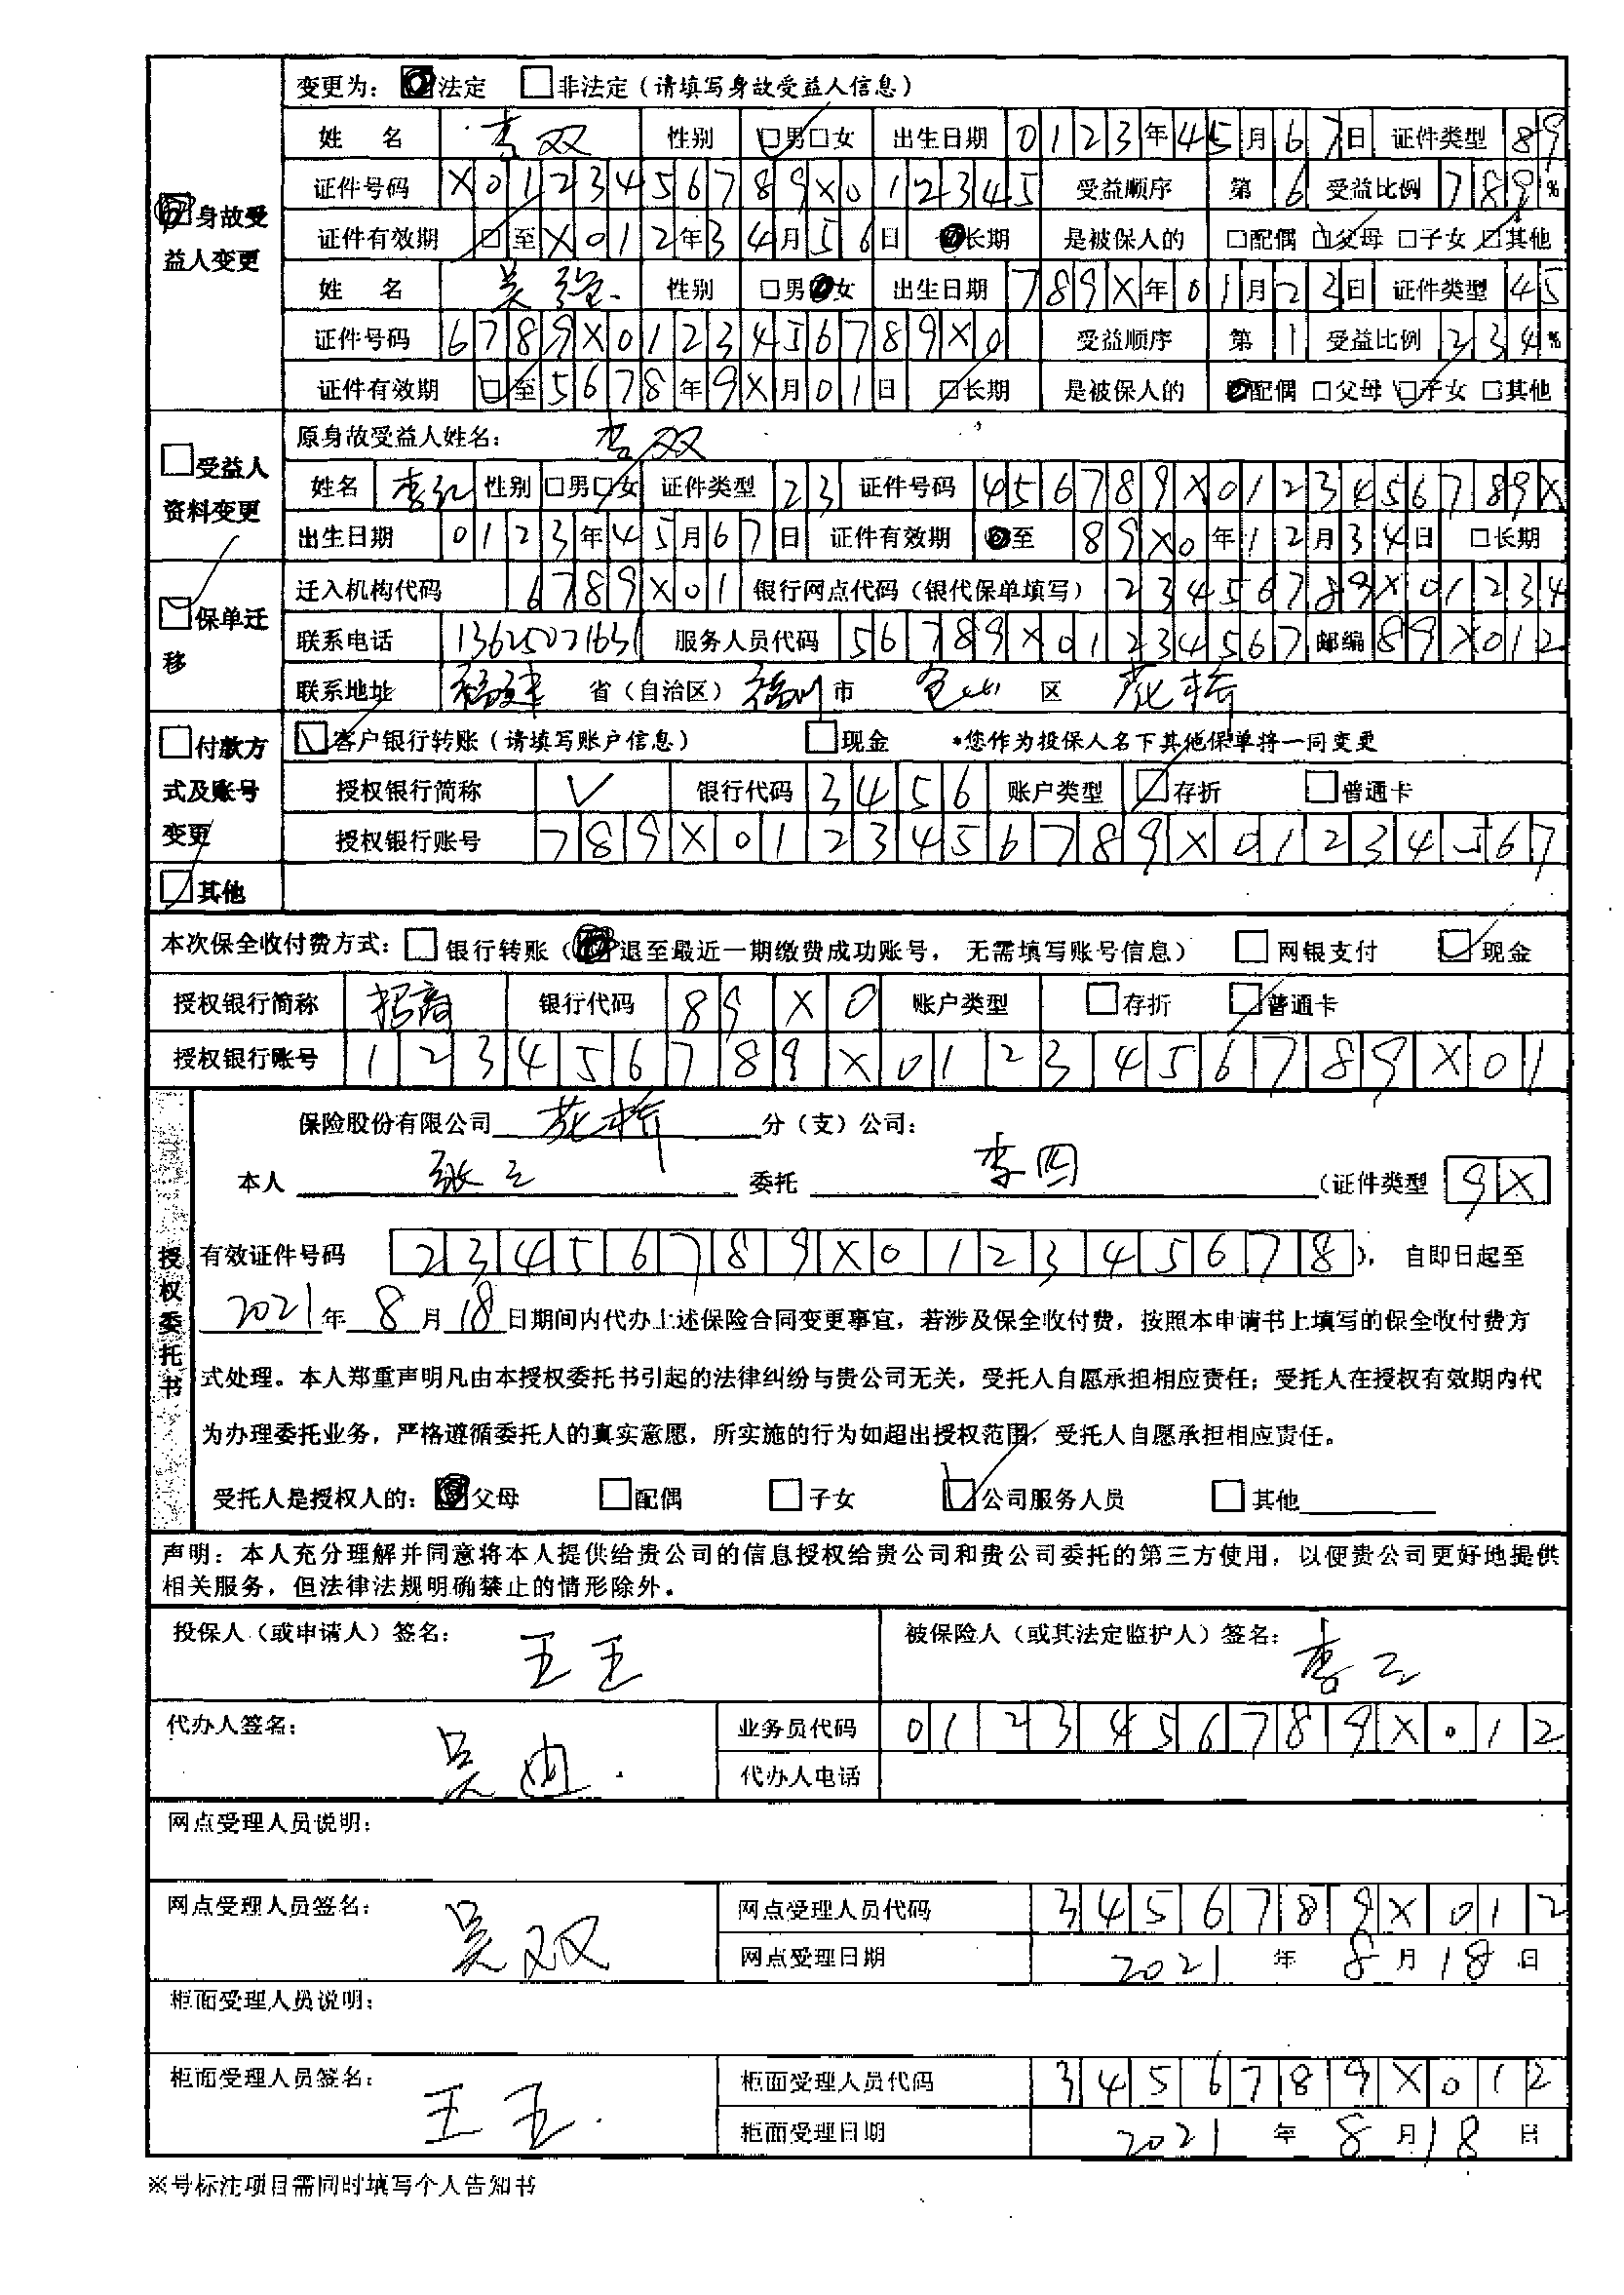 变更为： 法定 非法定（请填写身故受益人信息）
身故受益人变更
姓 名 李双 性别 男 女 出生日期 0123年45月67日 证件类型 89
证件号码 X0123456789X012345 受益顺序 第6 受益比例 789%
证件有效期 至X012年34月56日 长期 是被保人的 配偶 父母 子女 其他
姓 名 吴 性别 男 女 出生日期 789X年01月23日 证件类型 45
证件号码 6789X0123456789X0 受益顺序 第1 受益比例 234%
证件有效期 至5678年9X月01日 长期 是被保人的 配偶 父母 子女 其他
受益人资料变更
原身故受益人姓名： 李双
姓名 李红 性别 男 女 证件类型 23 证件号码 456789X0123456789X
出生日期 0123年45月67日 证件有效期 至 89X0年12月34日 长期
保单迁移
迁入机构代码 6789X01 银行网点代码（银代保单填写） 23456789X01234
联系电话 13625071631 服务人员代码 56789X01234567 邮编 89X012
联系地址 福建 省（自治区） 福州 市 仓山 区 花桥
付款方式及账号变更
客户银行转账（请填写账户信息） 现金 *您作为投保人名下其他保单将一同变更
授权银行简称 银行代码 3456 账户类型 存折 普通卡
授权银行账号 789X0123456789X01234567
其他
本次保全收付费方式： 银行转账（ 退至最近一期缴费成功账号， 无需填写账号信息） 网银支付 现金
授权银行简称 招商 银行代码 89X0 账户类型 存折 普通卡
授权银行账号 123456789X0123456789X01
授权委托书
保险股份有限公司 花桥 分（支）公司：
本人 张三 委托 李四 （证件类型 9X
有效证件号码 23456789X012345678）， 自即日起至
2021年 8月18日期间内代办上述保险合同变更事宜，若涉及保全收付费，按照本申请书上填写的保全收付费方
式处理。本人郑重声明凡由本授权委托书引起的法律纠纷与贵公司无关，受托人自愿承担相应责任；受托人在授权有效期内代
为办理委托业务，严格遵循委托人的真实意愿，所实施的行为如超出授权范围，受托人自愿承担相应责任。
受托人是授权人的： 父母 配偶 子女 公司服务人员 其他
声明：本人充分理解并同意将本人提供给贵公司的信息授权给贵公司和贵公司委托的第三方使用，以便贵公司更好地提供
相关服务，但法律法规明确禁止的情形除外。
投保人（或申请人）签名： 王五 被保险人（或其法定监护人）签名： 李三
代办人签名： 吴迪 业务员代码 0123456789X012
代办人电话
网点受理人员说明：
网点受理人员签名： 吴双 网点受理人员代码 3456789X012
网点受理日期 2021 年 8 月 18 日
柜面受理人员说明：
柜面受理人员签名： 王五 柜面受理人员代码 3456789X012
柜面受理日期 2021 年 8 月 18 日
※号标注项目需同时填写个人告知书